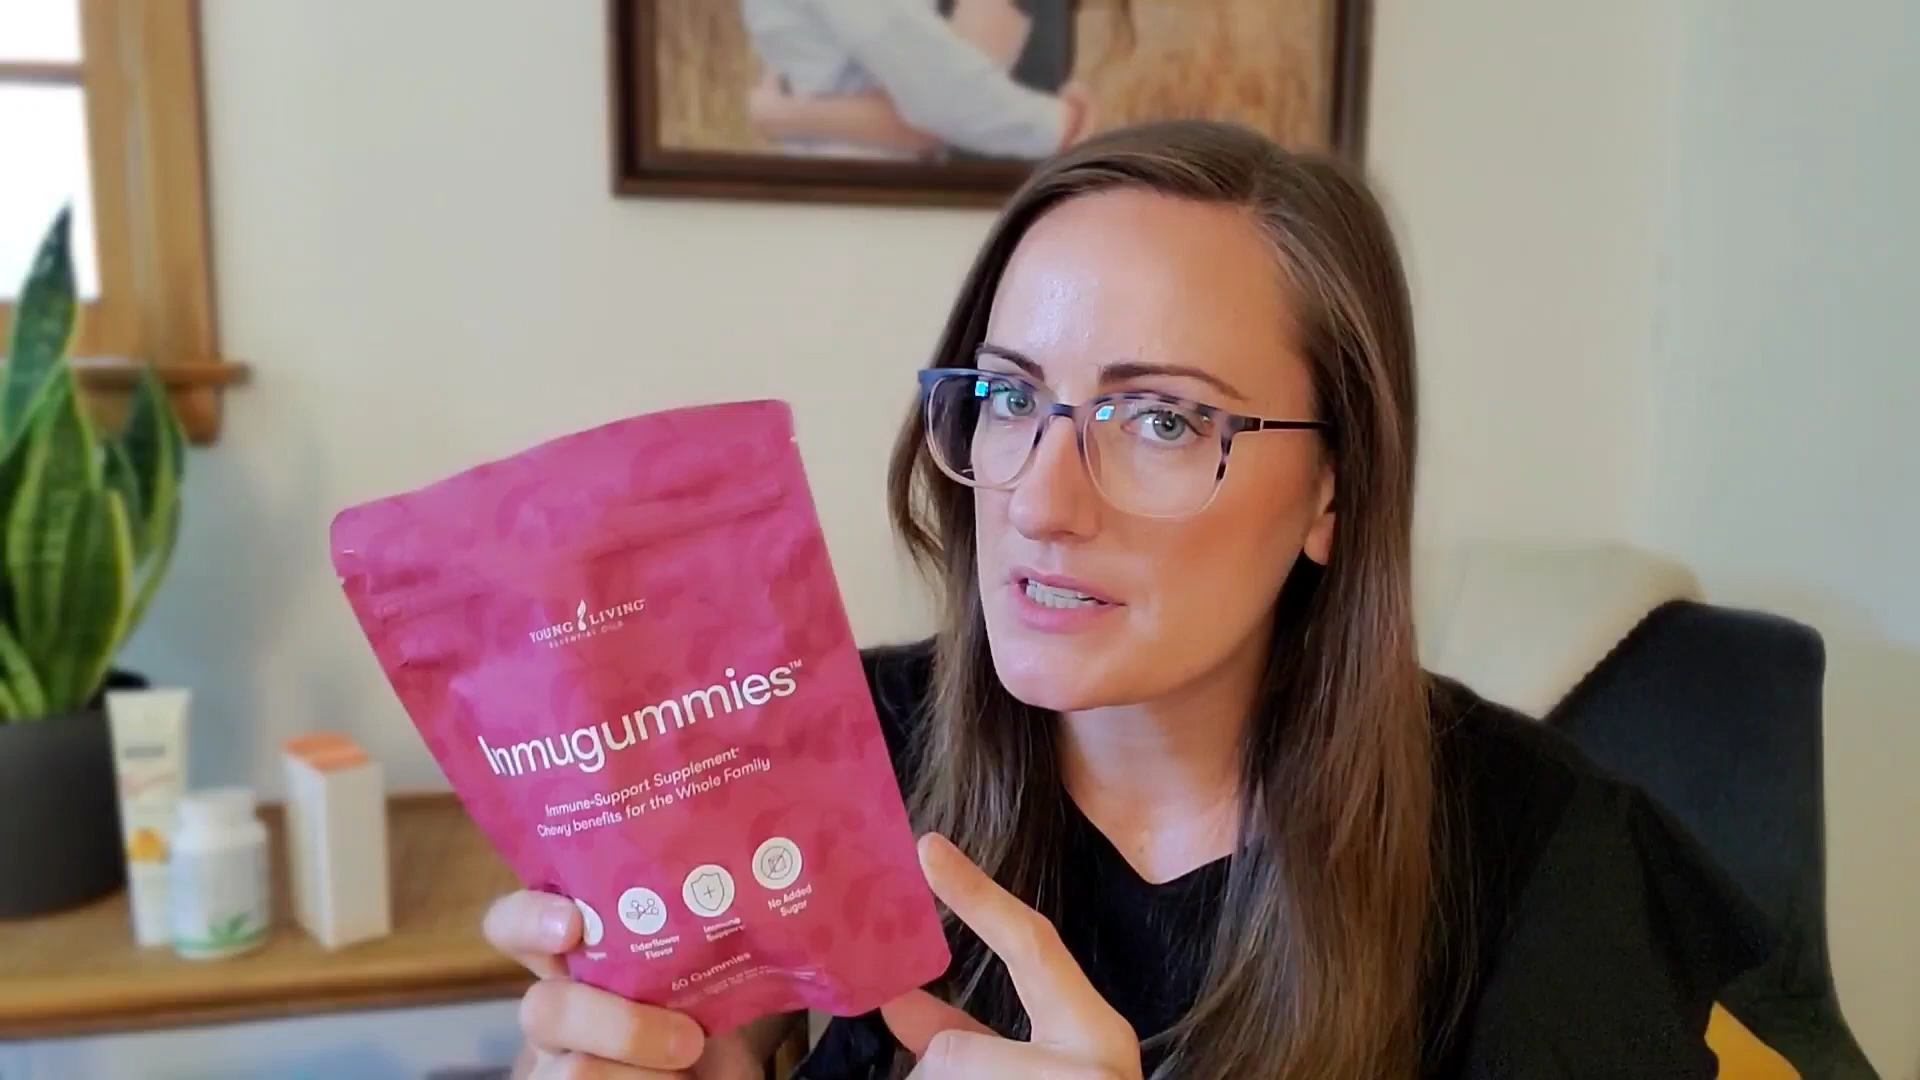 YOUNG LIVING
ESSENTIAL OILS
Inmugummies™
Immune-Support Supplement*
Chewy benefits for the Whole Family
Elderflower
Flavor
Immune
Support*
No Added
Sugar
60 Gummies